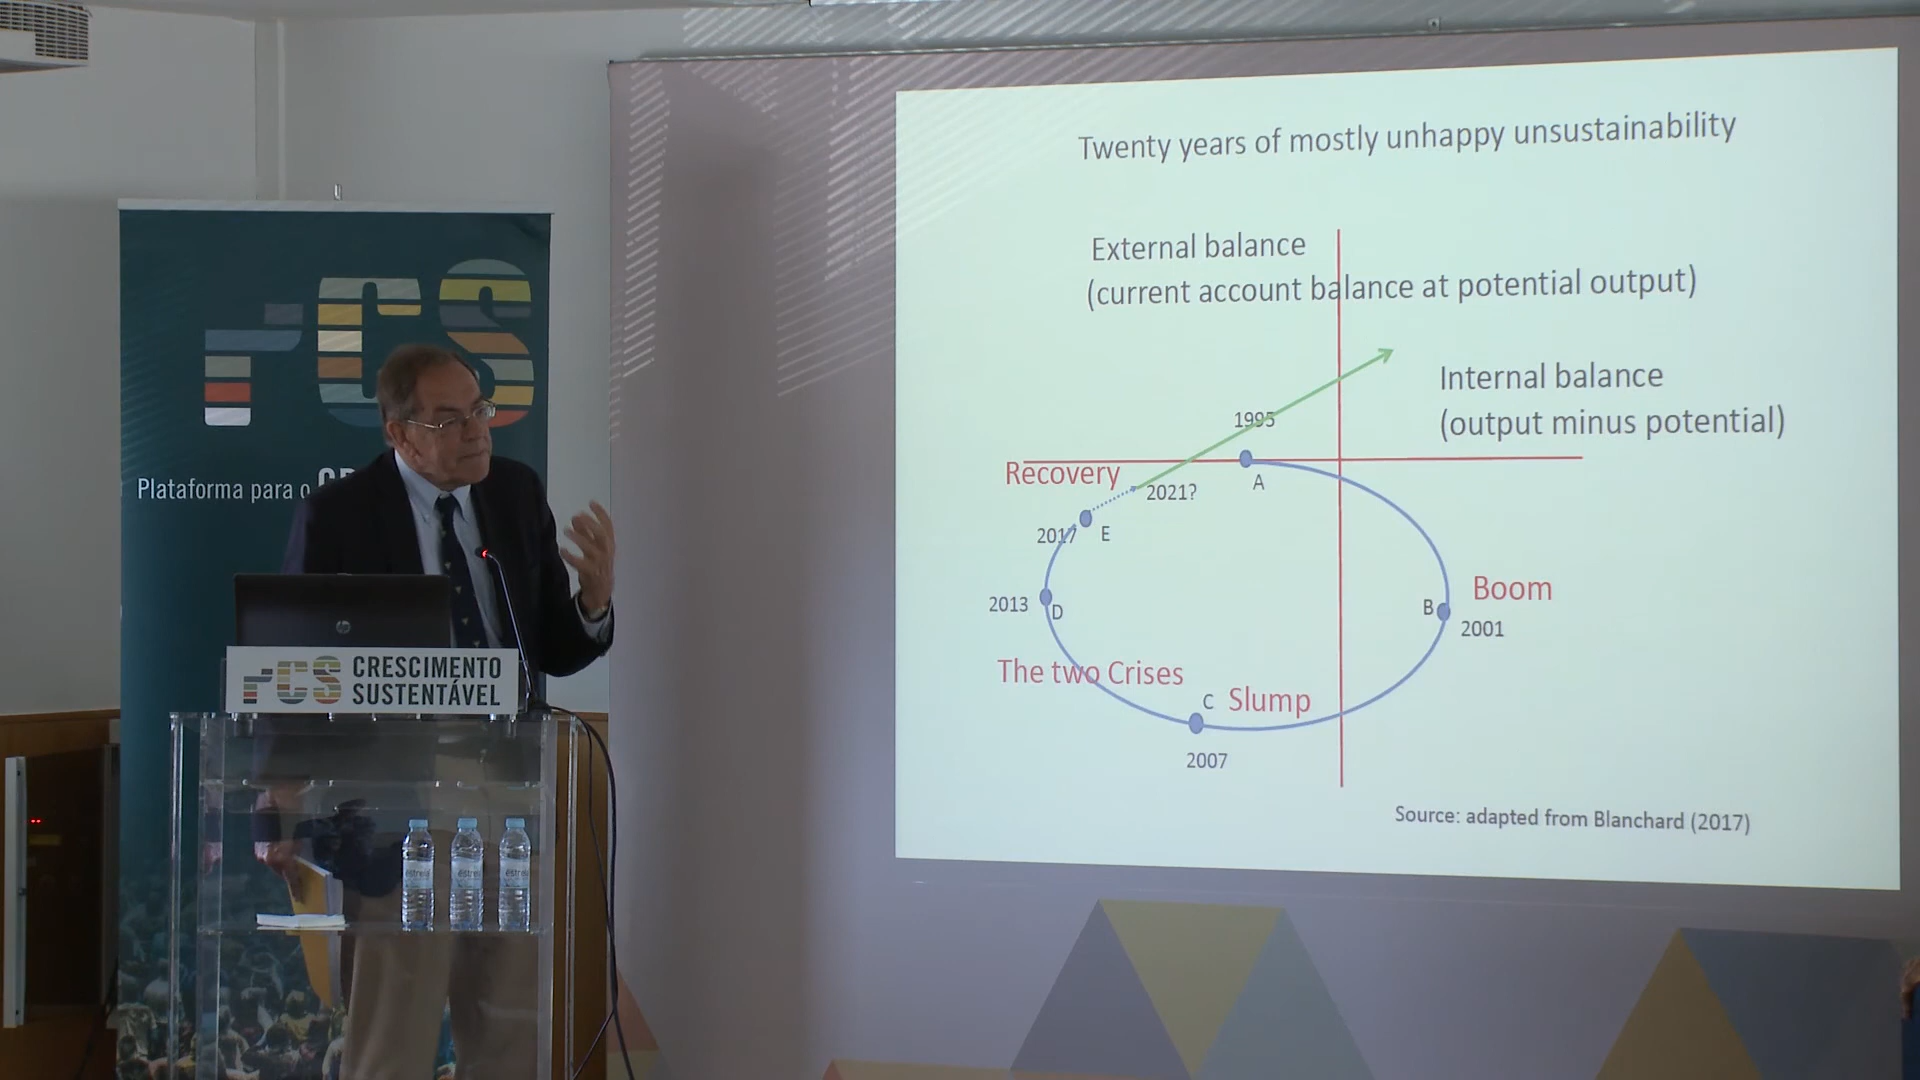 rCS
Plataforma para o
hp
rCS CRESCIMENTO
SUSTENTÁVEL
Twenty years of mostly unhappy unsustainability
External balance
(current account balance at potential output)
Internal balance
(output minus potential)
1995
A
Recovery
2021?
2017
E
2013
D
Boom
B
2001
The two Crises
C
Slump
2007
Source: adapted from Blanchard (2017)